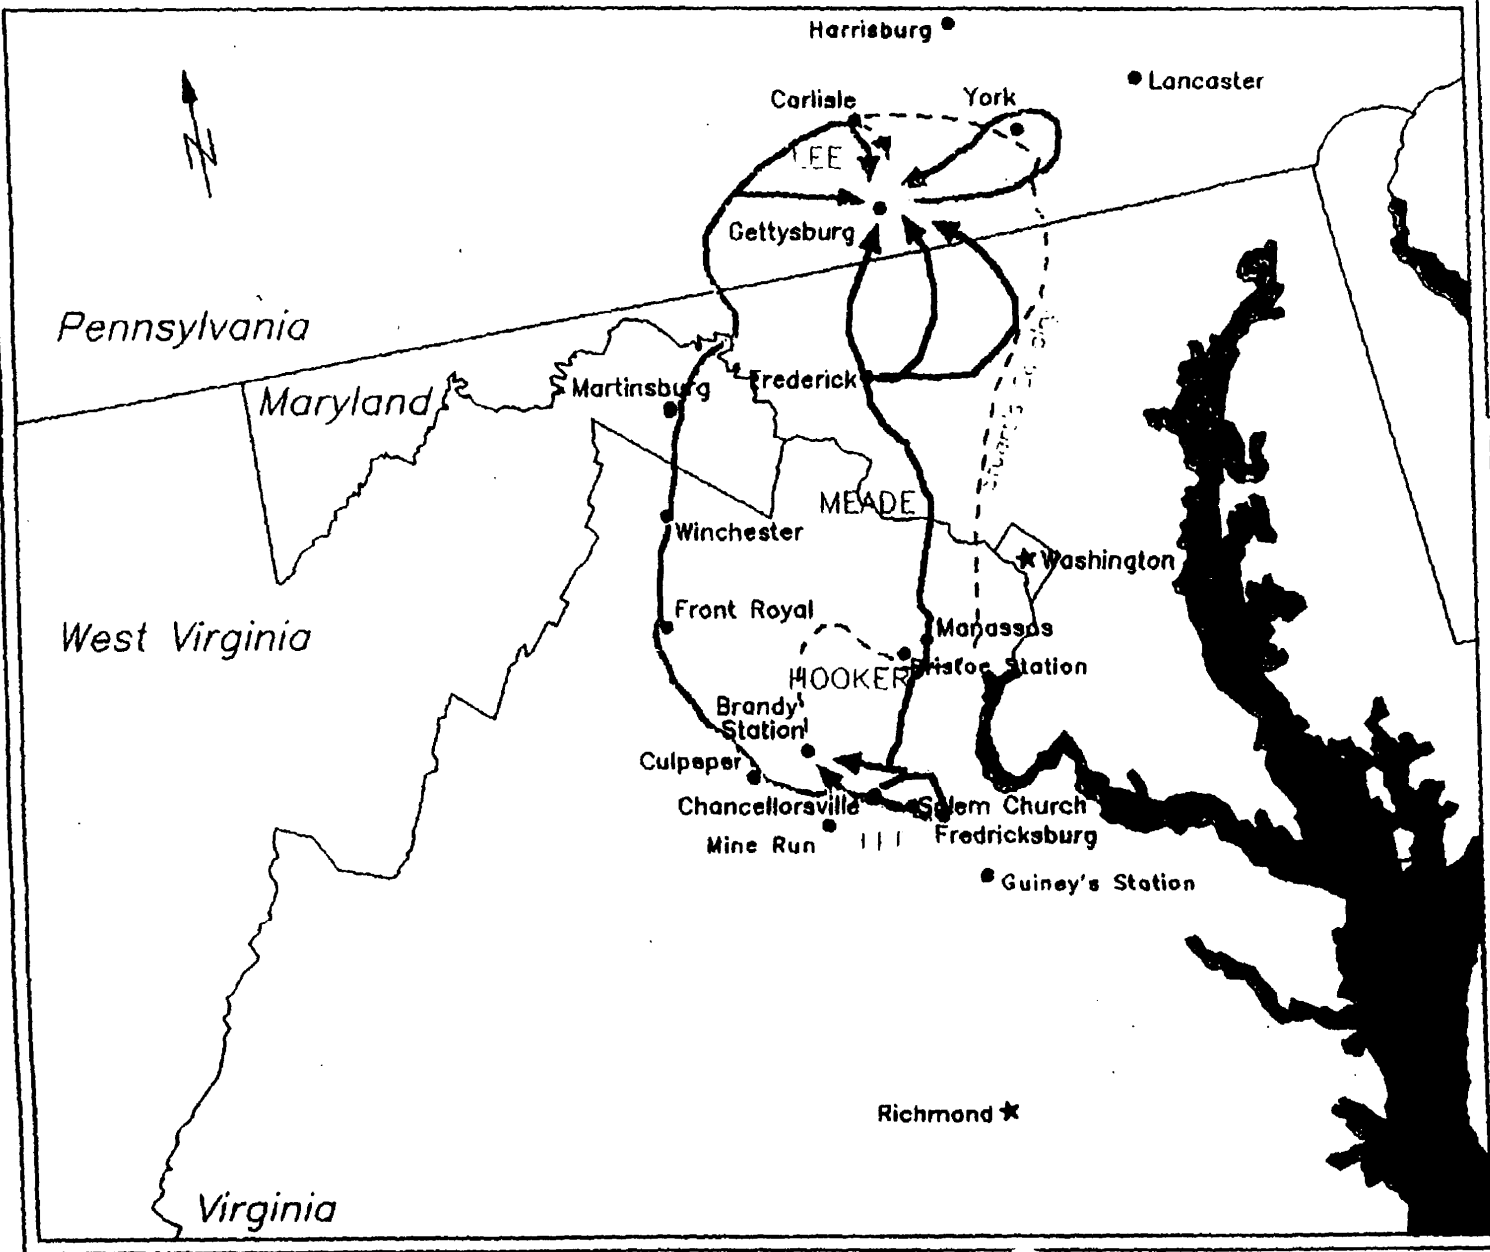 Harrisburg
Lancaster
Carlisle
York
LEE
Gettysburg
Pennsylvania
Maryland
Martinsburg
Frederick
MEADE
Winchester
Washington
West Virginia
Front Royal
Manassas
Bristoe Station
HOOKER
Brandy
Station
Culpeper
Chancellorsville
Salem Church
Mine Run
Fredricksburg
Guiney's Station
Richmond
Virginia
N